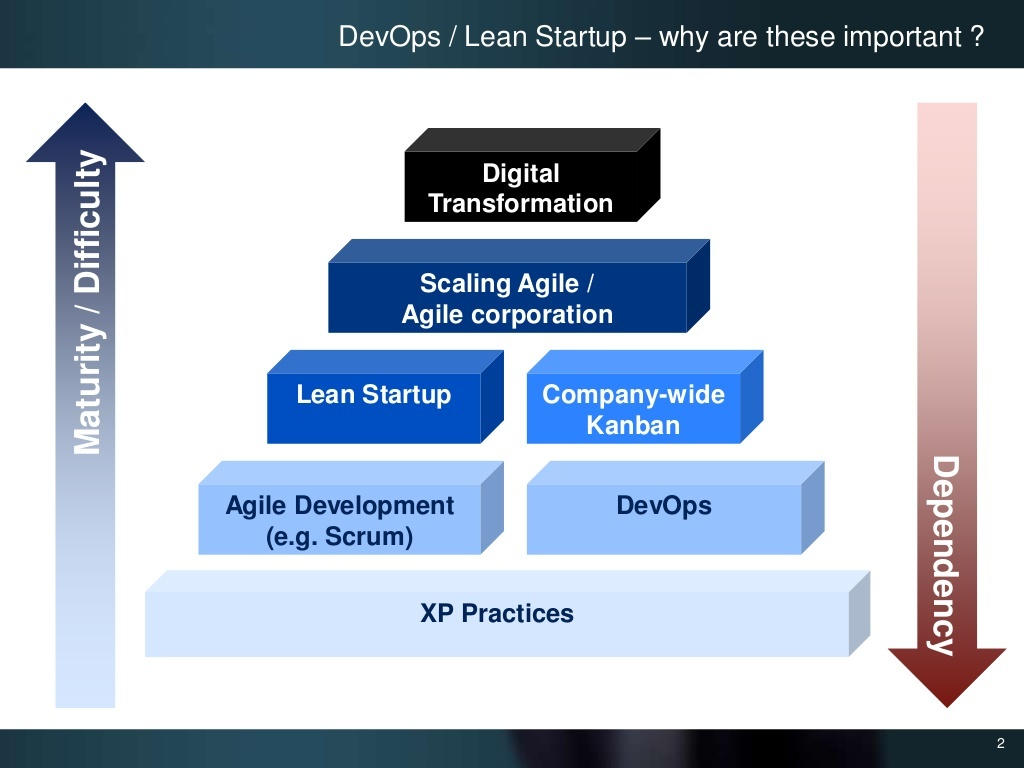 DevOps / Lean Startup – why are these important ?
Maturity / Difficulty
Digital
Transformation
Scaling Agile /
Agile corporation
Lean Startup
Company-wide
Kanban
Agile Development
(e.g. Scrum)
DevOps
XP Practices
Dependency
2